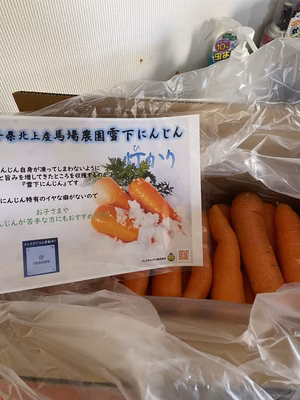 県北上産馬場農園雪下にんじん
ひ
灯かり
んじん自身が凍ってしまわないように
と旨みを増してきたところを収穫するのが
『雪下にんじん』です
にんじん特有のイヤな癖がないので
お子さまや
んじんが苦手な方にもおすすめ